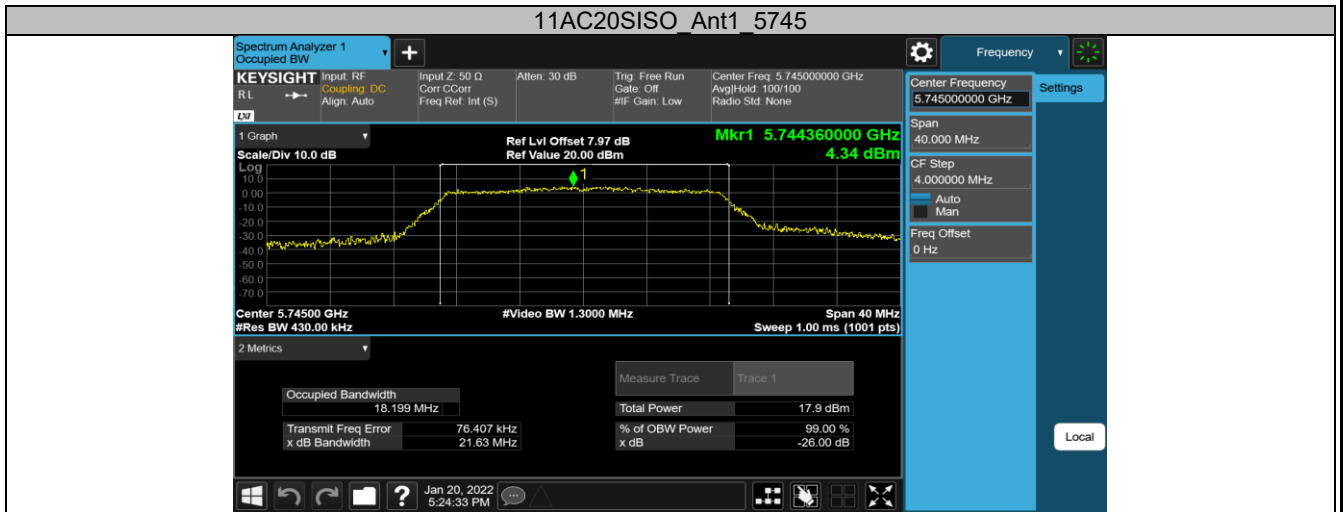 11AC20SISO_Ant1_5745
Spectrum Analyzer 1
Occupied BW
+
Frequency
KEYSIGHT
R L
LXI
Input: RF
Coupling: DC
Align: Auto
Input Z: 50 Ω
Corr CCorr
Freq Ref: Int (S)
Atten: 30 dB
Trig: Free Run
Gate: Off
#IF Gain: Low
Center Freq: 5.745000000 GHz
Avg|Hold: 100/100
Radio Std: None
Center Frequency
5.745000000 GHz
Settings
Span
40.000 MHz
CF Step
4.000000 MHz
Auto
Man
Freq Offset
0 Hz
Local
1 Graph
Scale/Div 10.0 dB
Ref Lvl Offset 7.97 dB
Ref Value 20.00 dBm
Mkr1 5.744360000 GHz
4.34 dBm
Log
10.0
0.00
-10.0
-20.0
-30.0
-40.0
-50.0
-60.0
-70.0
1
Center 5.74500 GHz
#Res BW 430.00 kHz
#Video BW 1.3000 MHz
Span 40 MHz
Sweep 1.00 ms (1001 pts)
2 Metrics
Measure Trace Trace 1
Occupied Bandwidth
18.199 MHz
Total Power 17.9 dBm
Transmit Freq Error 76.407 kHz
% of OBW Power 99.00 %
x dB Bandwidth 21.63 MHz
x dB -26.00 dB
?
Jan 20, 2022
5:24:33 PM